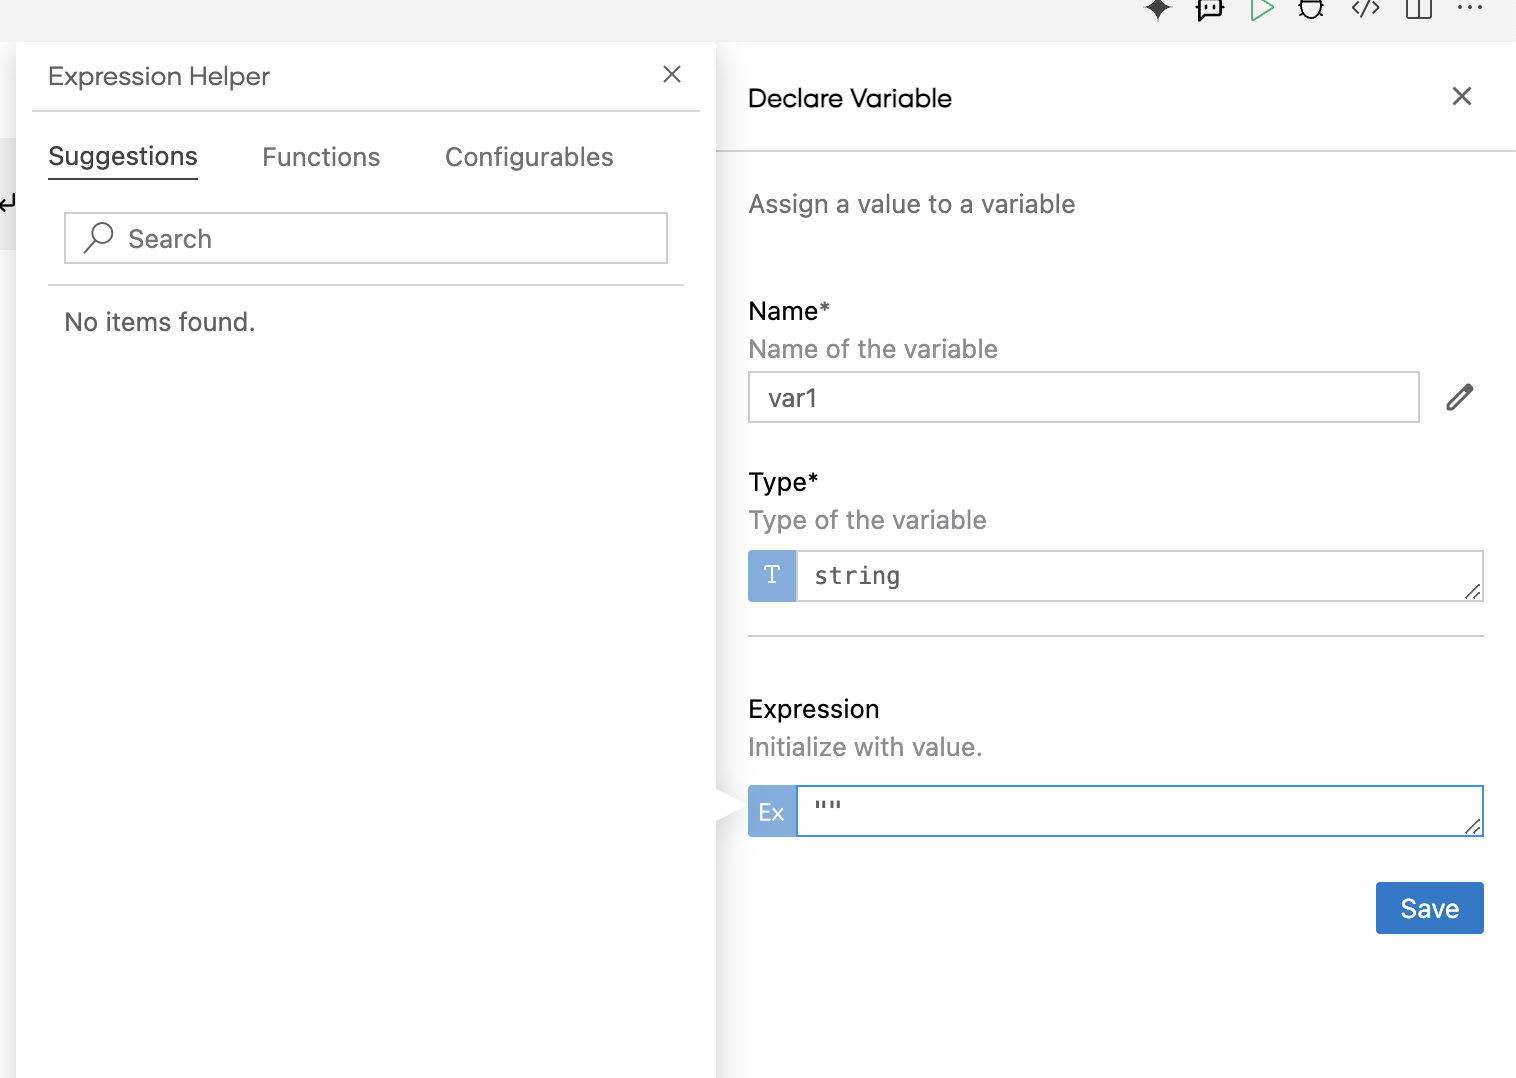 Expression Helper
Suggestions
Functions
Configurables
Search
No items found.
Declare Variable
Assign a value to a variable
Name*
Name of the variable
var1
Type*
Type of the variable
T
string
Expression
Initialize with value.
Ex
""
Save